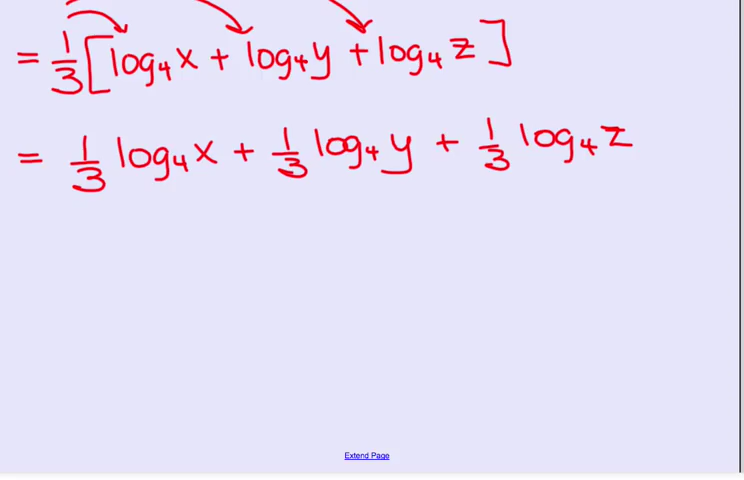 = 1/3 [log₄x + log₄y + log₄z]
= 1/3 log₄x + 1/3 log₄y + 1/3 log₄z
Extend Page